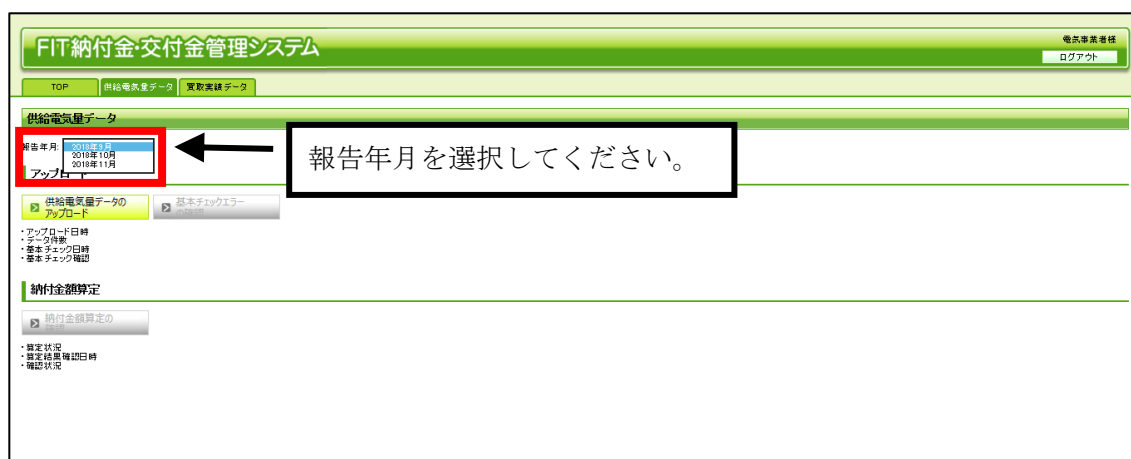 FIT納付金・交付金管理システム
電気事業者様
ログアウト
TOP
供給電気量データ
買取実績データ
供給電気量データ
報告年月:
2018年9月
2018年10月
2018年11月
報告年月を選択してください。
アップロード
供給電気量データの
アップロード
基本チェックエラー
の確認
・アップロード日時
・データ件数
・基本チェック日時
・基本チェック確認
納付金額算定
納付金額算定の
確認
・算定状況
・算定結果確認日時
・確認状況